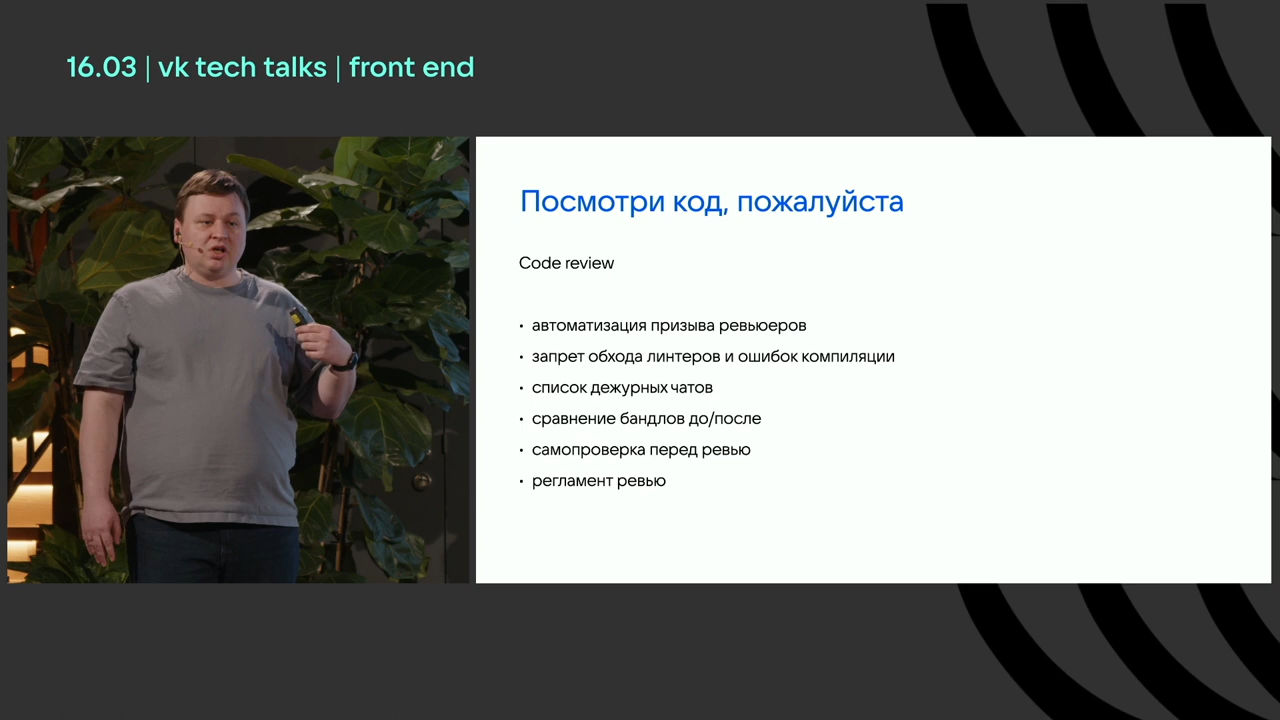 16.03 | vk tech talks | front end
Посмотри код, пожалуйста
Code review
• автоматизация призыва ревьюеров
• запрет обхода линтеров и ошибок компиляции
• список дежурных чатов
• сравнение бандлов до/после
• самопроверка перед ревью
• регламент ревью